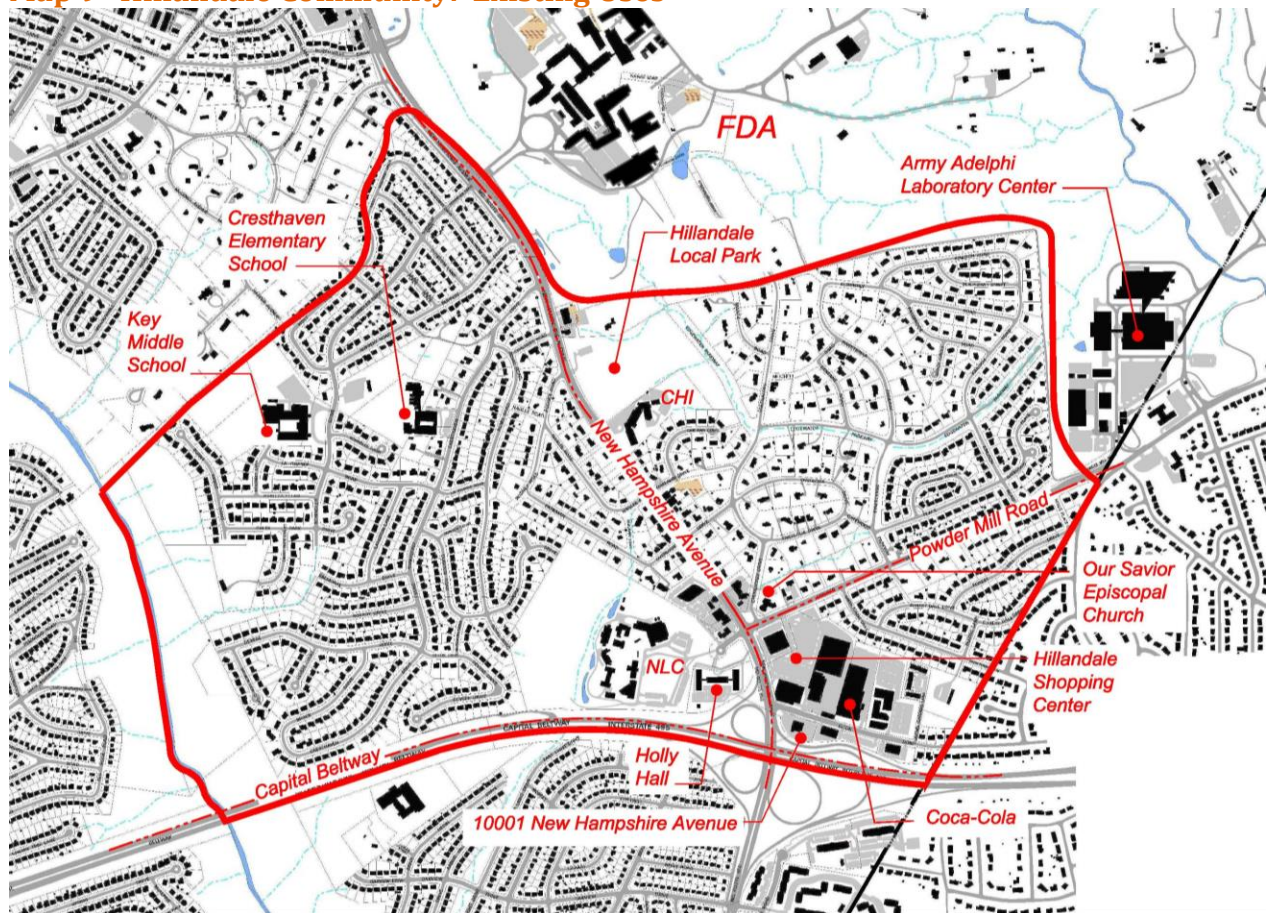 FDA
Army Adelphi
Laboratory Center
Cresthaven
Elementary
School
Hillandale
Local Park
Key
Middle
School
CHI
New Hampshire Avenue
Powder Mill Road
Our Savior
Episcopal
Church
NLC
Hillandale
Shopping
Center
CAPITAL BELTWAY
INTERSTATE 495
Capital Beltway
Holly
Hall
10001 New Hampshire Avenue
Coca-Cola